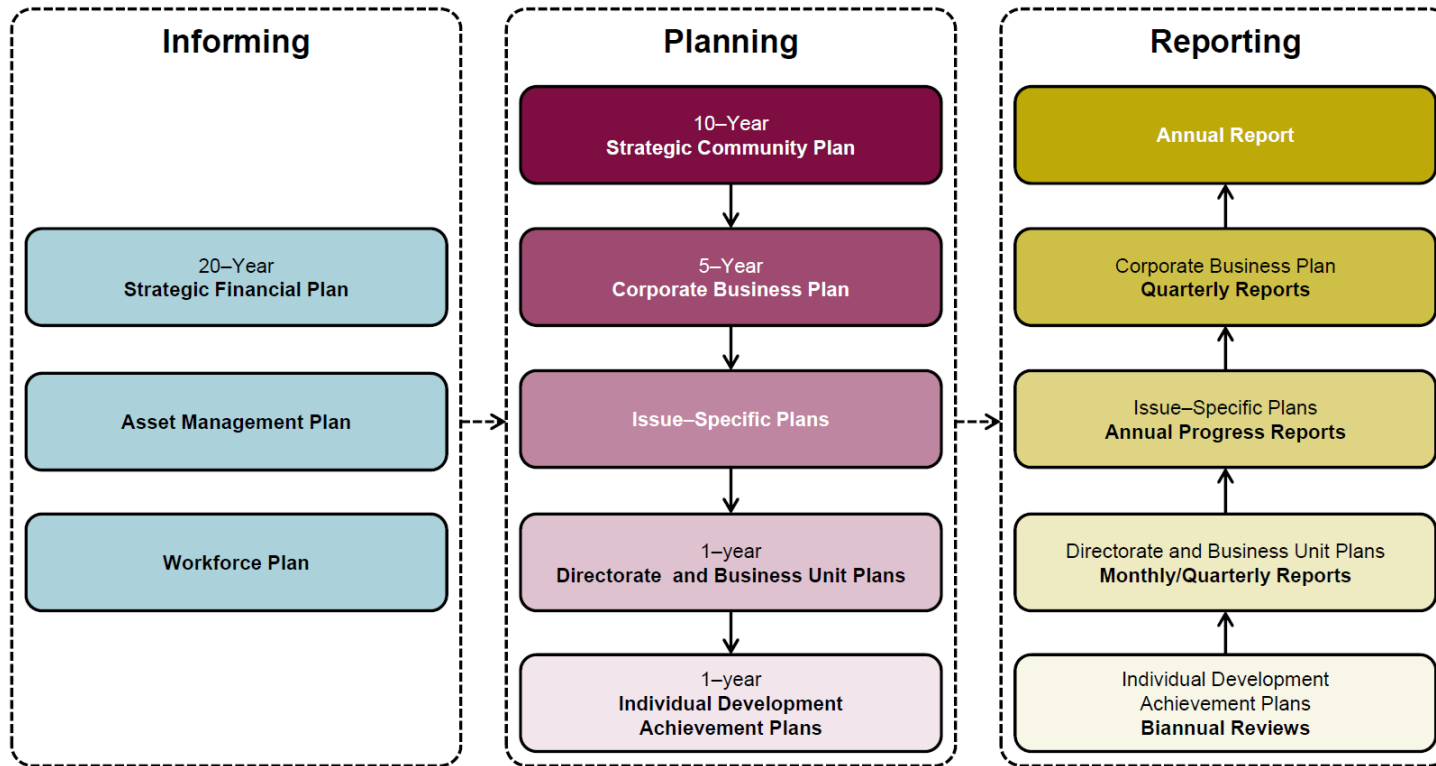 Informing
20–Year
Strategic Financial Plan
Asset Management Plan
Workforce Plan
Planning
10–Year
Strategic Community Plan
5–Year
Corporate Business Plan
Issue–Specific Plans
1–year
Directorate  and Business Unit Plans
1–year
Individual Development
Achievement Plans
Reporting
Annual Report
Corporate Business Plan
Quarterly Reports
Issue–Specific Plans
Annual Progress Reports
Directorate and Business Unit Plans
Monthly/Quarterly Reports
Individual Development
Achievement Plans
Biannual Reviews